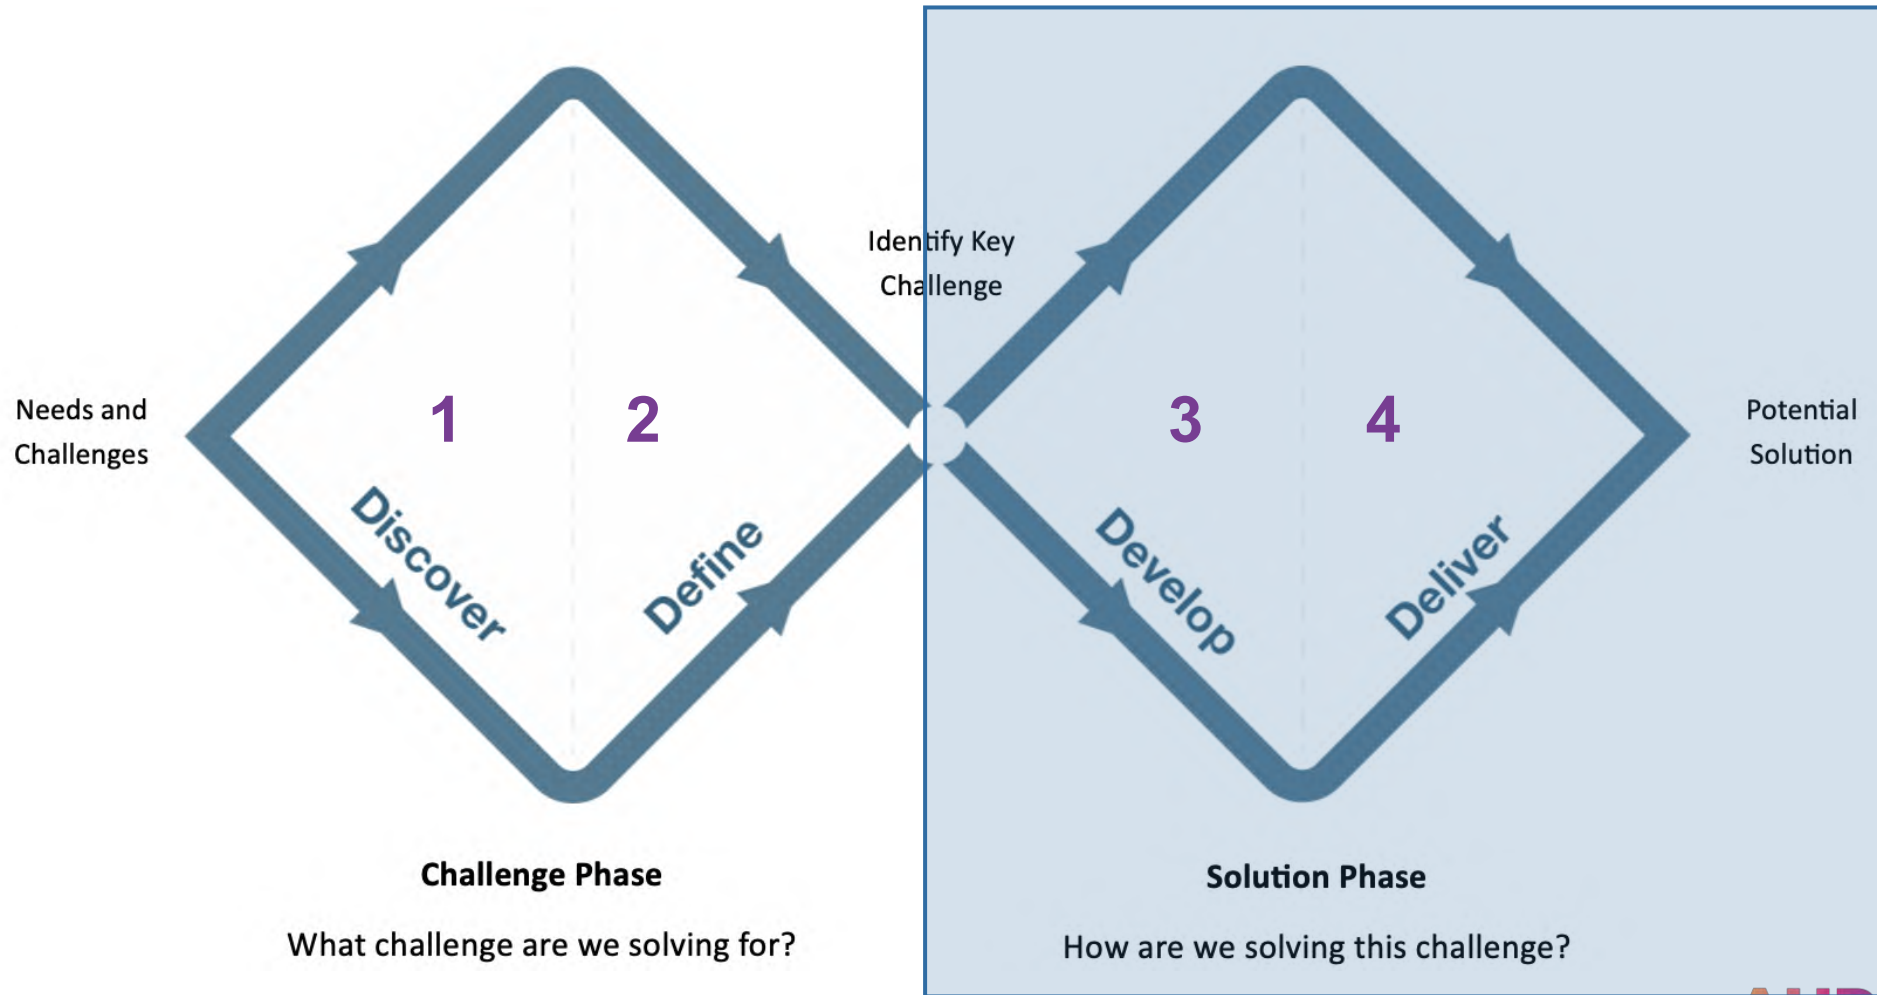 Identify Key
Challenge
Needs and
Challenges
1
2
3
4
Potential
Solution
Discover
Define
Develop
Deliver
Challenge Phase
Solution Phase
What challenge are we solving for?
How are we solving this challenge?